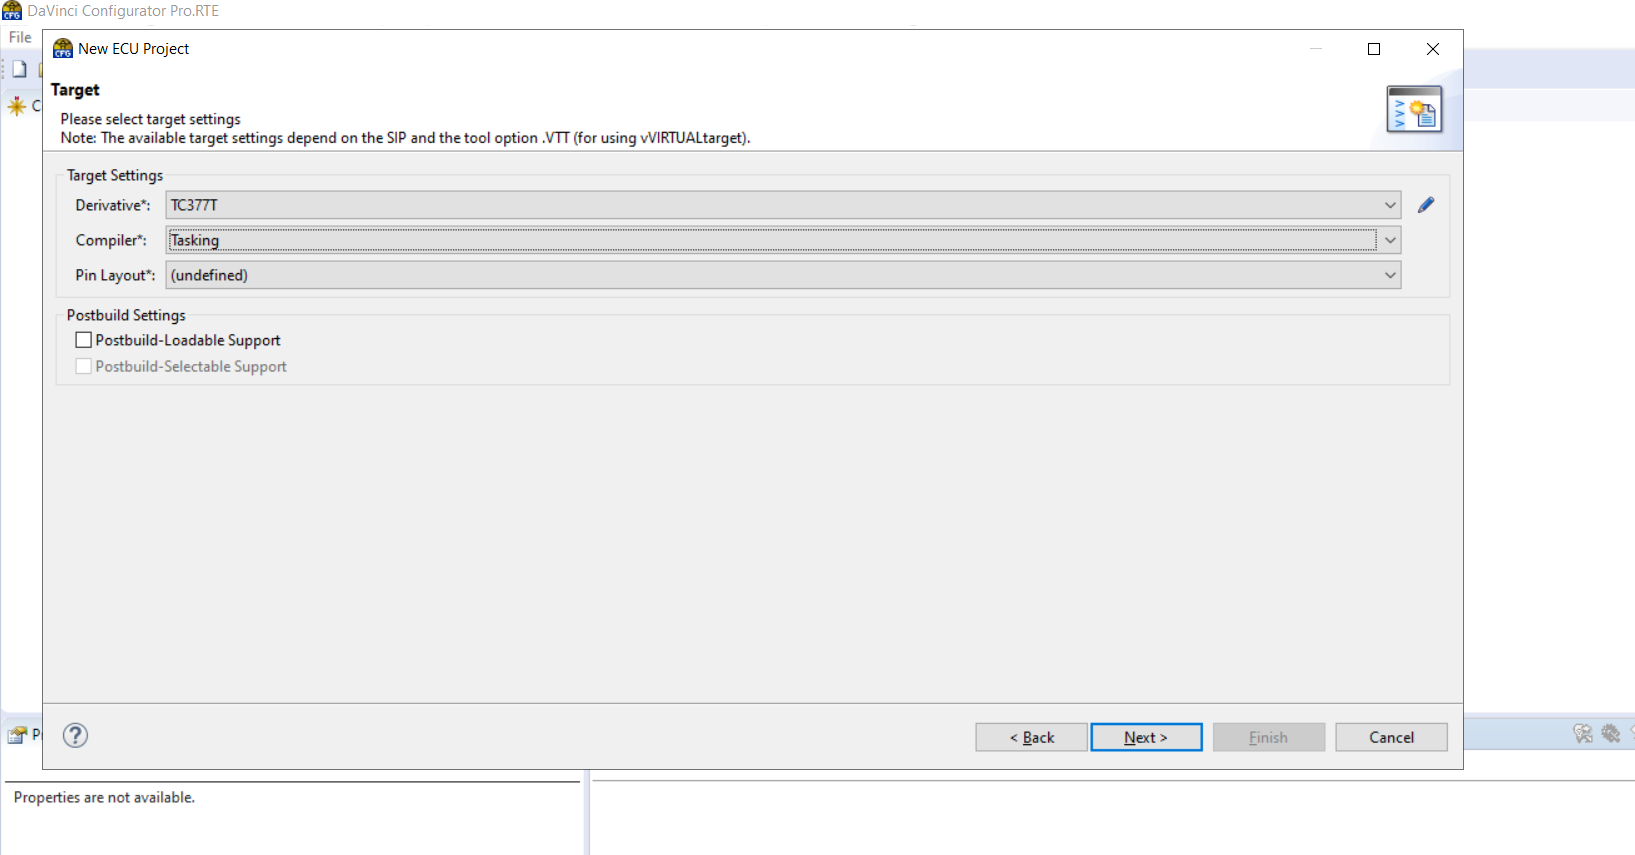 DaVinci Configurator Pro.RTE
File
New ECU Project
Target
Please select target settings
Note: The available target settings depend on the SIP and the tool option .VTT (for using vVIRTUALtarget).
Target Settings
Derivative*: TC377T
Compiler*: Tasking
Pin Layout*: (undefined)
Postbuild Settings
Postbuild-Loadable Support
Postbuild-Selectable Support
< Back Next > Finish Cancel
Properties are not available.